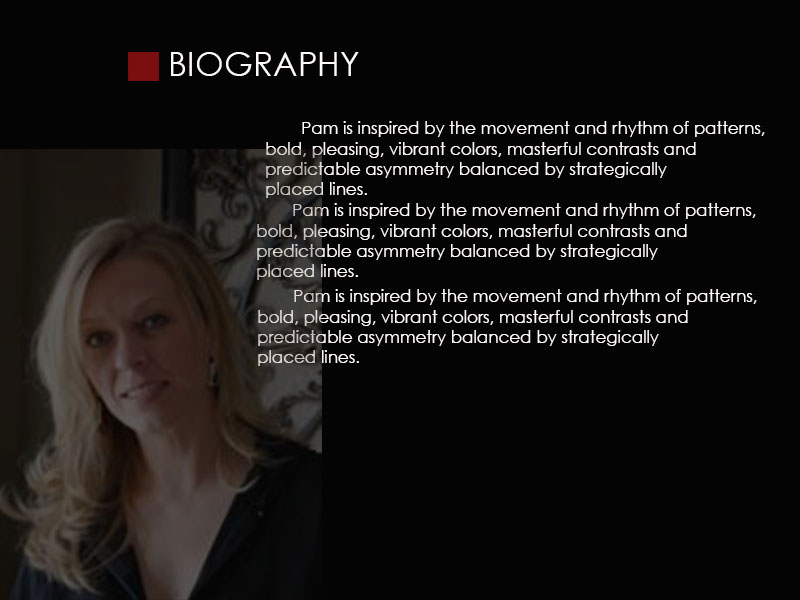 BIOGRAPHY
Pam is inspired by the movement and rhythm of patterns,
bold, pleasing, vibrant colors, masterful contrasts and
predictable asymmetry balanced by strategically
placed lines.
Pam is inspired by the movement and rhythm of patterns,
bold, pleasing, vibrant colors, masterful contrasts and
predictable asymmetry balanced by strategically
placed lines.
Pam is inspired by the movement and rhythm of patterns,
bold, pleasing, vibrant colors, masterful contrasts and
predictable asymmetry balanced by strategically
placed lines.